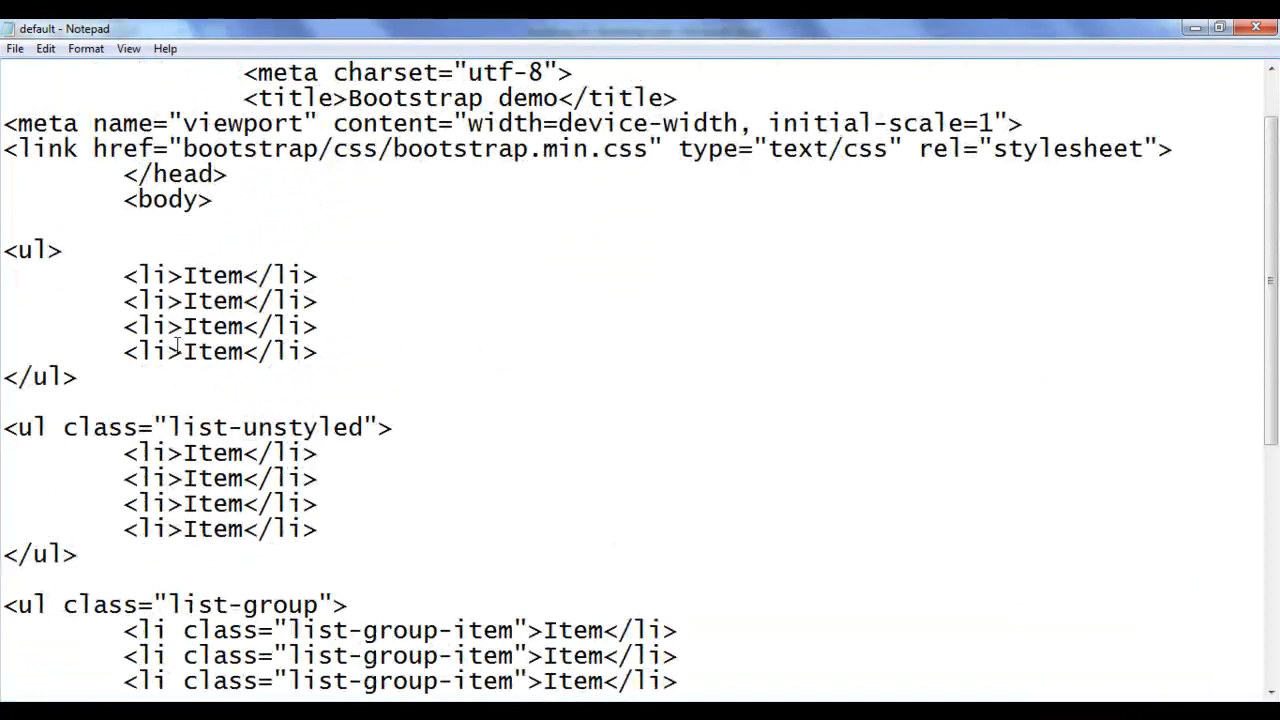 default - Notepad
File Edit Format View Help
<meta charset="utf-8">
<title>Bootstrap demo</title>
<meta name="viewport" content="width=device-width, initial-scale=1">
<link href="bootstrap/css/bootstrap.min.css" type="text/css" rel="stylesheet">
</head>
<body>
<ul>
<li>Item</li>
<li>Item</li>
<li>Item</li>
<li>Item</li>
</ul>
<ul class="list-unstyled">
<li>Item</li>
<li>Item</li>
<li>Item</li>
<li>Item</li>
</ul>
<ul class="list-group">
<li class="list-group-item">Item</li>
<li class="list-group-item">Item</li>
<li class="list-group-item">Item</li>